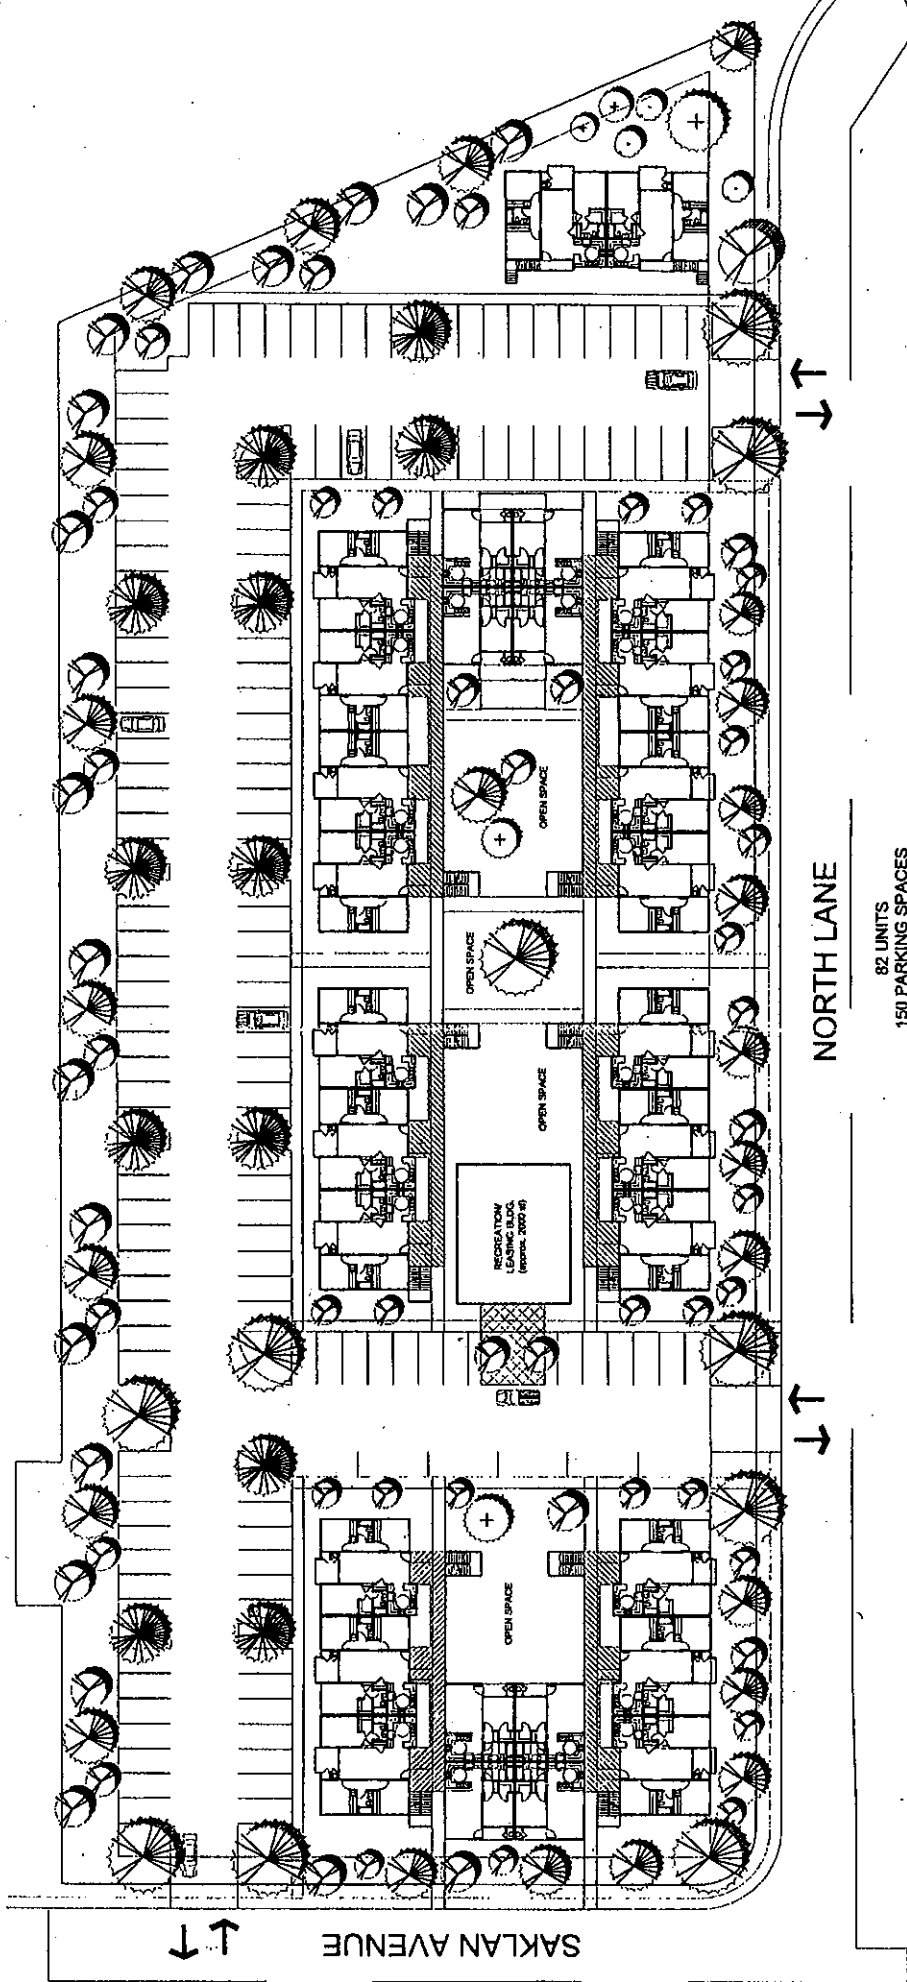 OPEN SPACE
OPEN SPACE
OPEN SPACE
RECREATION/
LEASING BLDG.
(approx. 2000 sf)
OPEN SPACE
NORTH LANE
82 UNITS
150 PARKING SPACES
SAKLAN AVENUE